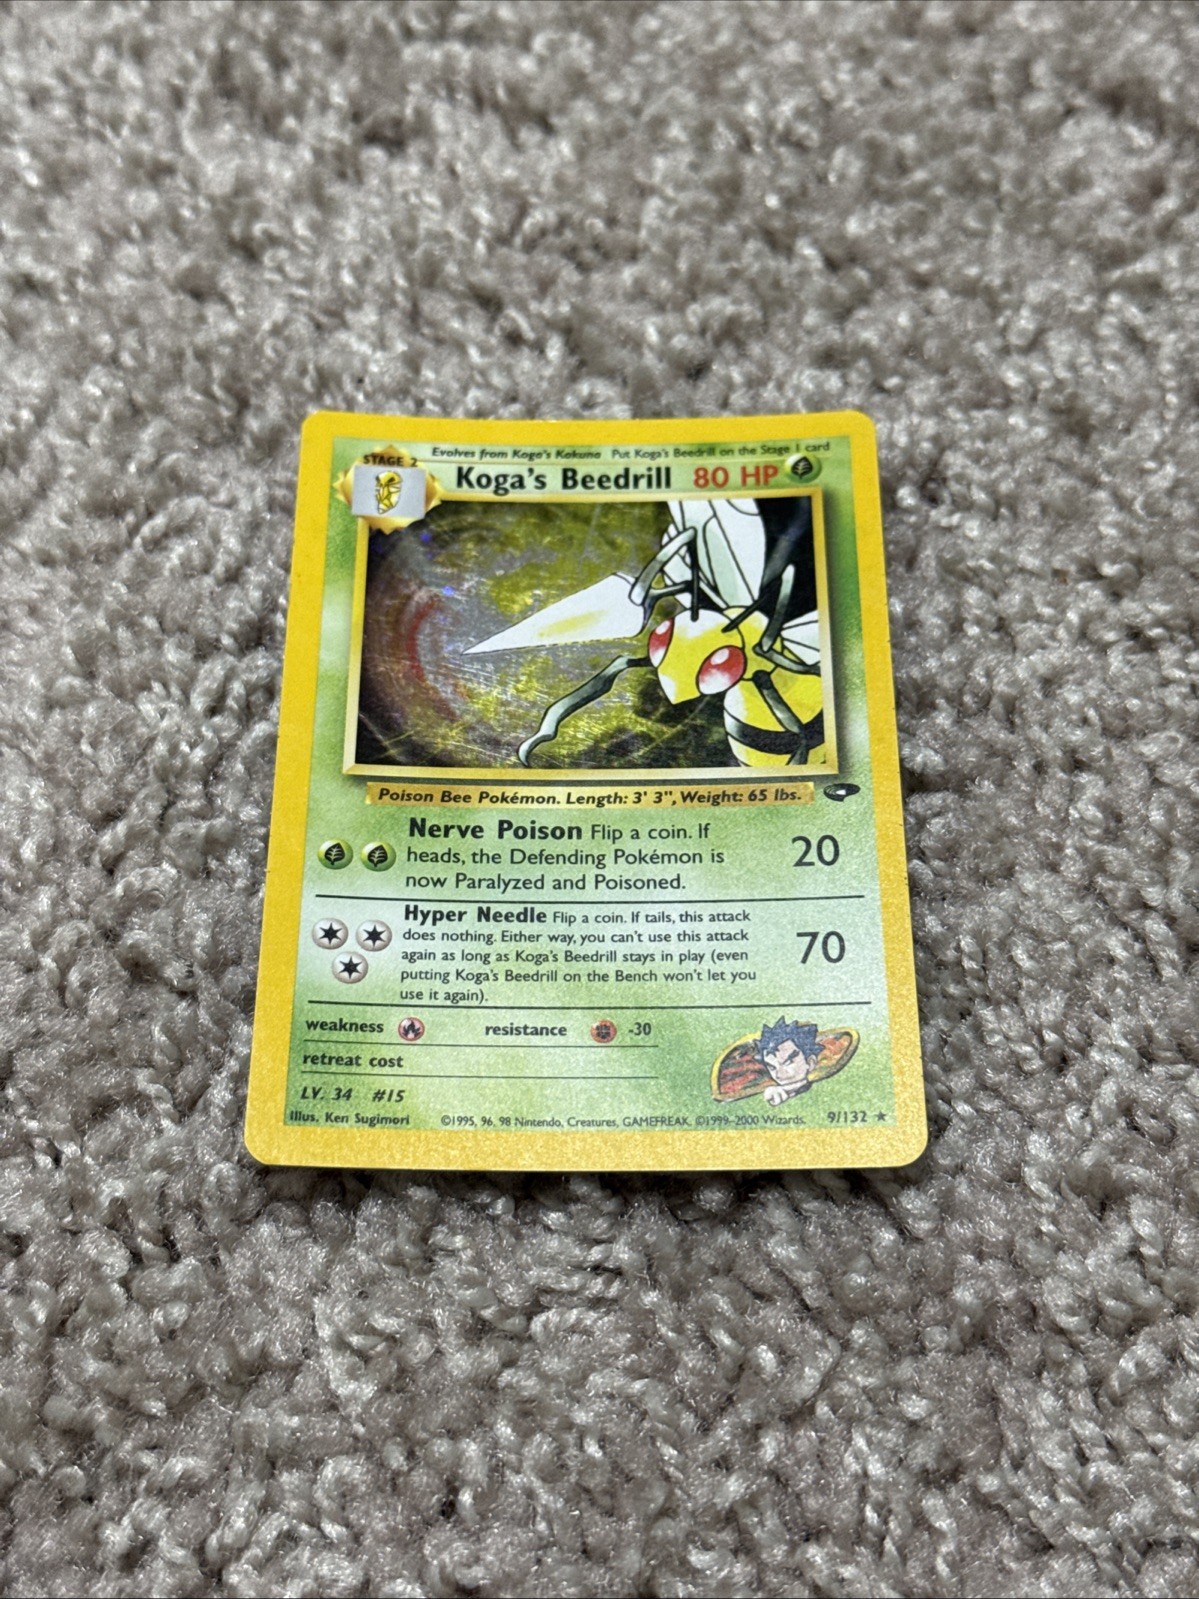 STAGE 2
Evolves from Koga's Kakuna Put Koga's Beedrill on the Stage 1 card
Koga's Beedrill 80 HP
Poison Bee Pokémon. Length: 3' 3", Weight: 65 lbs.
Nerve Poison Flip a coin. If
heads, the Defending Pokémon is
now Paralyzed and Poisoned.
20
Hyper Needle Flip a coin. If tails, this attack
does nothing. Either way, you can't use this attack
again as long as Koga's Beedrill stays in play (even
putting Koga's Beedrill on the Bench won't let you
use it again).
70
weakness resistance -30
retreat cost
LV. 34 #15
Illus. Ken Sugimori ©1995, 96, 98 Nintendo, Creatures, GAMEFREAK. ©1999-2000 Wizards. 9/132 ★